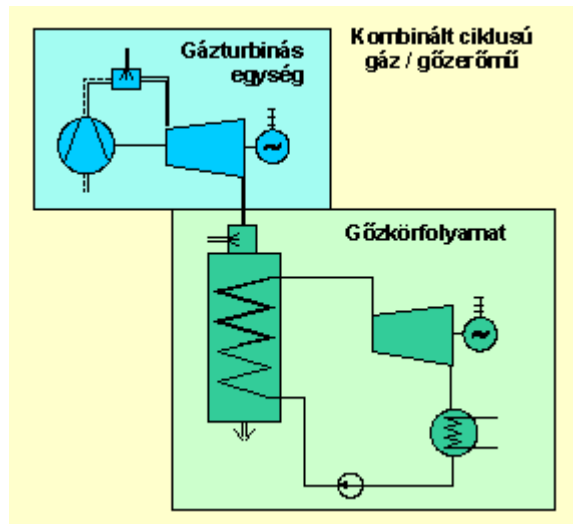 Gázturbinás
egység
Kombinált ciklusú
gáz / gőzerőmű
Gőzkörfolyamat